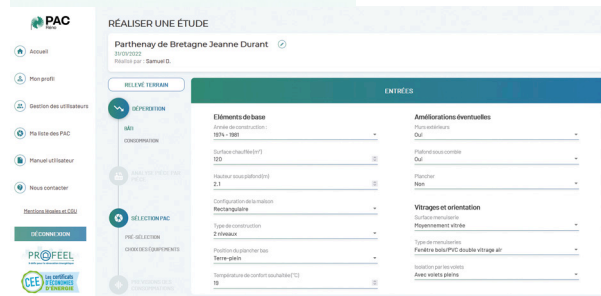 PAC
Réno
Accueil
Mon profil
Gestion des utilisateurs
Ma liste des PAC
Manuel utilisateur
Nous contacter
Mentions légales et CGU
DÉCONNEXION
PROFEEL
CEE
Les certificats
D'ÉCONOMIES
D'ÉNERGIE
RÉALISER UNE ÉTUDE
Parthenay de Bretagne Jeanne Durant
31/01/2022
Réalisé par : Samuel D.
RELEVÉ TERRAIN
DÉPERDITION
BÂTI
CONSOMMATION
SÉLECTION PAC
PRÉ-SÉLECTION
CHOIX DES ÉQUIPEMENTS
ENTRÉES
Eléments de base
Année de construction :
1974 - 1981
Surface chauffée(m²)
120
Hauteur sous plafond(m)
2,1
Configuration de la maison
Rectangulaire
Type de construction
2 niveaux
Position du plancher bas
Terre-plein
Température de confort souhaitée(°C)
19
Améliorations éventuelles
Murs extérieurs
Oui
Plafond sous comble
Oui
Plancher
Non
Vitrages et orientation
Surface menuiserie
Moyennement vitrée
Type de menuiseries
Fenêtre bois/PVC double vitrage air
Isolation par les volets
Avec volets pleins